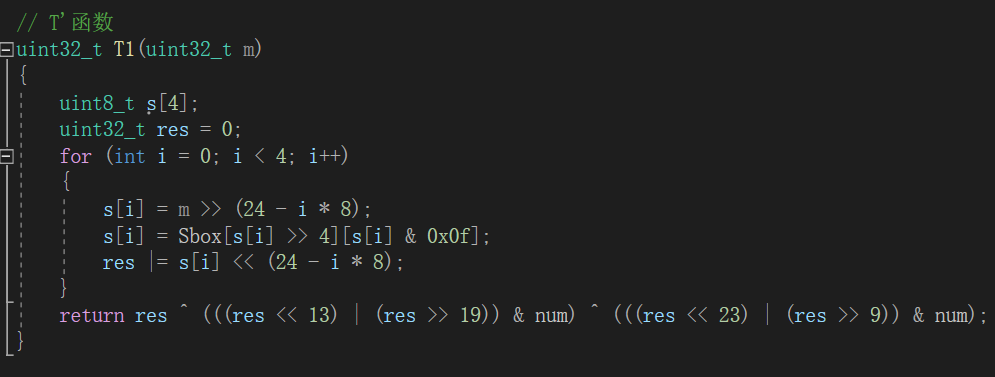 // T'函数
uint32_t T1(uint32_t m)
{
uint8_t s[4];
uint32_t res = 0;
for (int i = 0; i < 4; i++)
{
s[i] = m >> (24 - i * 8);
s[i] = Sbox[s[i] >> 4][s[i] & 0x0f];
res |= s[i] << (24 - i * 8);
}
return res ^ (((res << 13) | (res >> 19)) & num) ^ (((res << 23) | (res >> 9)) & num);
}